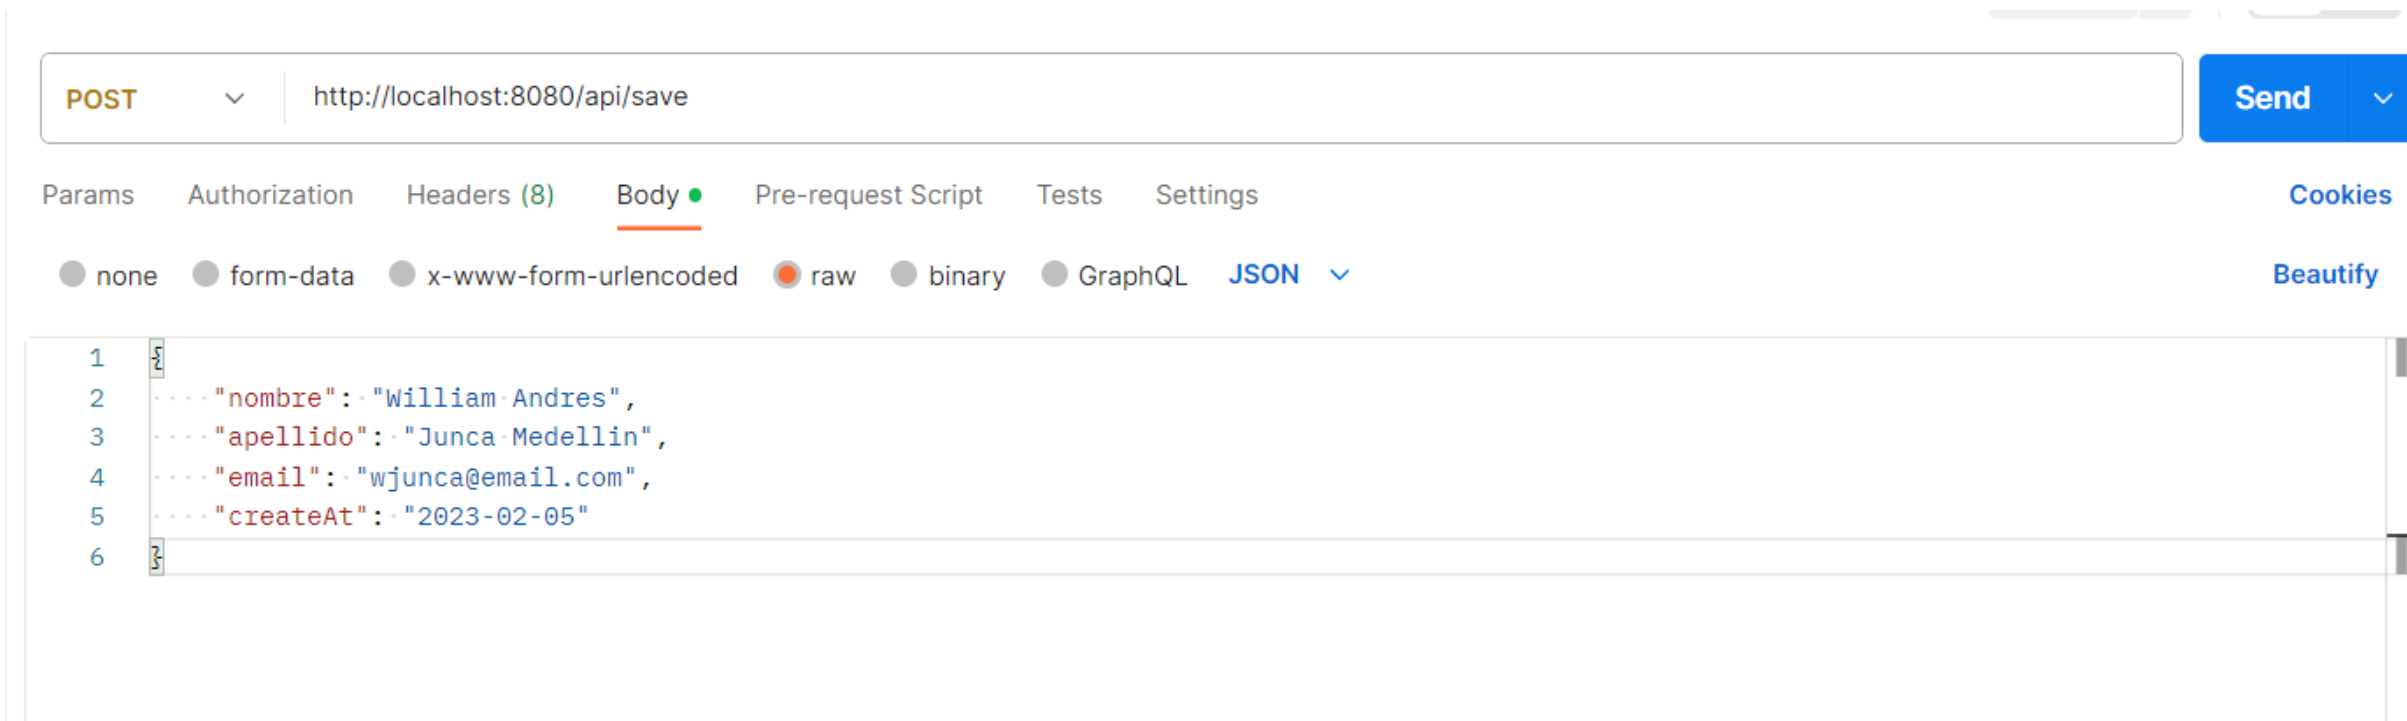 POST http://localhost:8080/api/save Send
Params Authorization Headers (8) Body Pre-request Script Tests Settings Cookies
none form-data x-www-form-urlencoded raw binary GraphQL JSON Beautify
1 {
2 "nombre": "William Andres",
3 "apellido": "Junca Medellin",
4 "email": "wjunca@email.com",
5 "createAt": "2023-02-05"
6 }